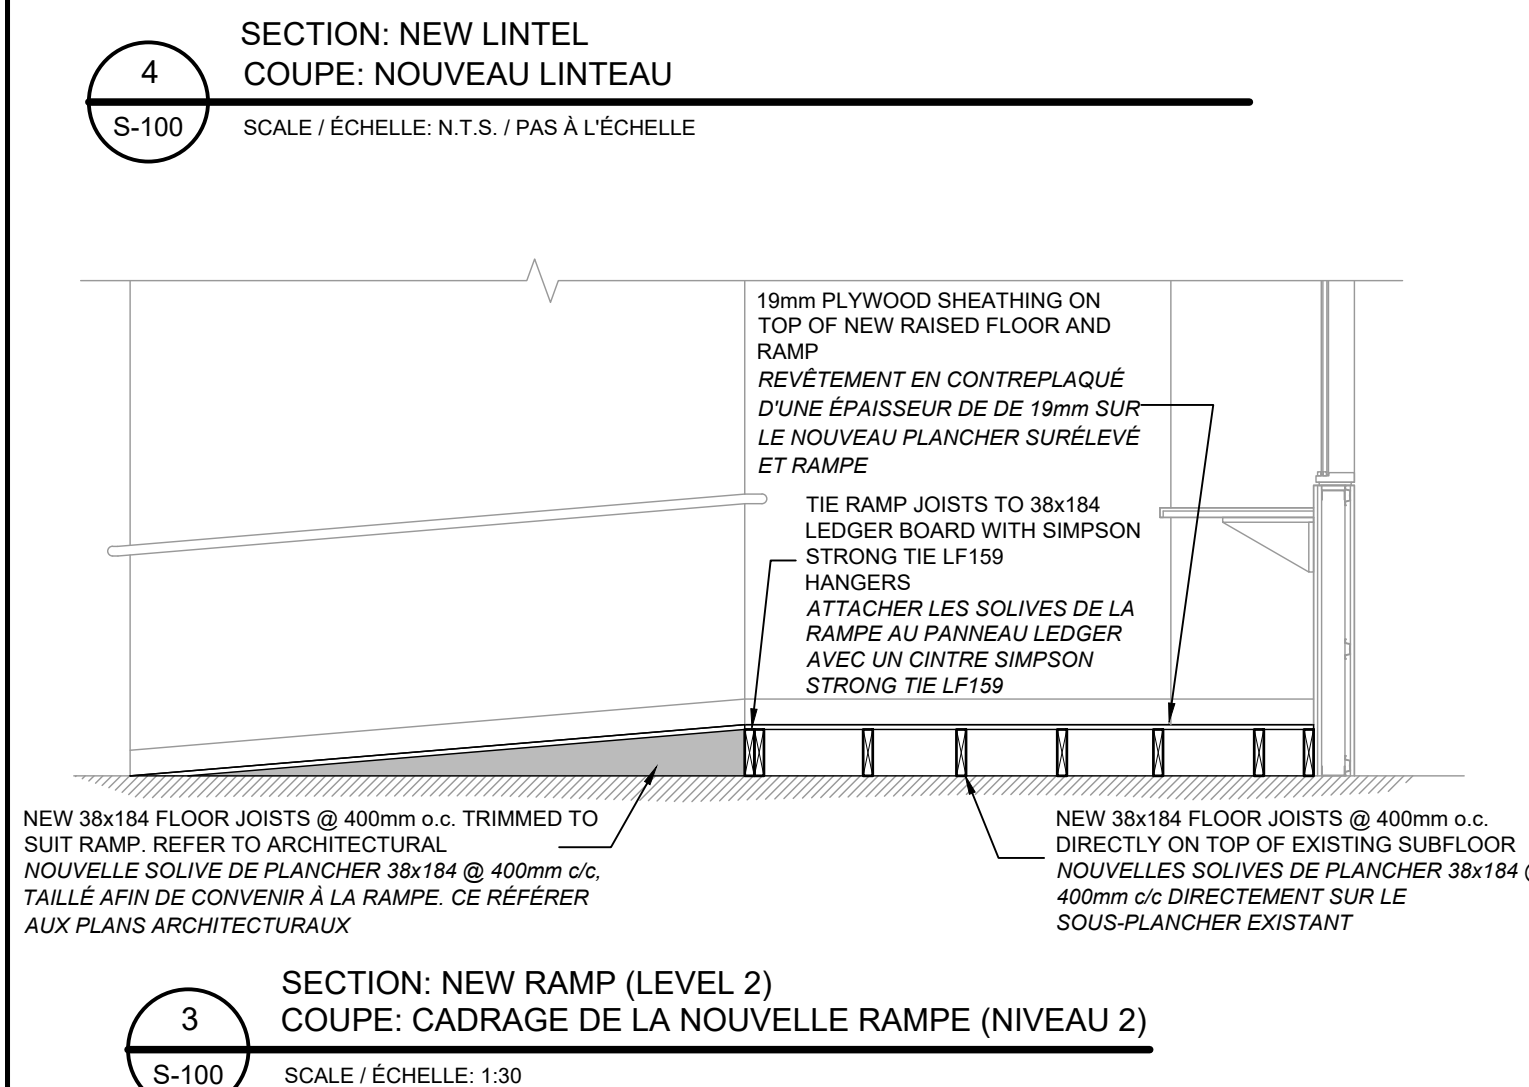 SECTION: NEW LINTEL
COUPE: NOUVEAU LINTEAU
4
S-100
SCALE / ÉCHELLE: N.T.S. / PAS À L'ÉCHELLE
19mm PLYWOOD SHEATHING ON
TOP OF NEW RAISED FLOOR AND
RAMP
REVÊTEMENT EN CONTREPLAQUÉ
D'UNE ÉPAISSEUR DE DE 19mm SUR
LE NOUVEAU PLANCHER SURÉLEVÉ
ET RAMPE
TIE RAMP JOISTS TO 38x184
LEDGER BOARD WITH SIMPSON
STRONG TIE LF159
HANGERS
ATTACHER LES SOLIVES DE LA
RAMPE AU PANNEAU LEDGER
AVEC UN CINTRE SIMPSON
STRONG TIE LF159
NEW 38x184 FLOOR JOISTS @ 400mm o.c. TRIMMED TO
SUIT RAMP. REFER TO ARCHITECTURAL
NOUVELLE SOLIVE DE PLANCHER 38x184 @ 400mm c/c,
TAILLÉ AFIN DE CONVENIR À LA RAMPE. CE RÉFÉRER
AUX PLANS ARCHITECTURAUX
NEW 38x184 FLOOR JOISTS @ 400mm o.c.
DIRECTLY ON TOP OF EXISTING SUBFLOOR
NOUVELLES SOLIVES DE PLANCHER 38x184 @
400mm c/c DIRECTEMENT SUR LE
SOUS-PLANCHER EXISTANT
SECTION: NEW RAMP (LEVEL 2)
COUPE: CADRAGE DE LA NOUVELLE RAMPE (NIVEAU 2)
3
S-100
SCALE / ÉCHELLE: 1:30